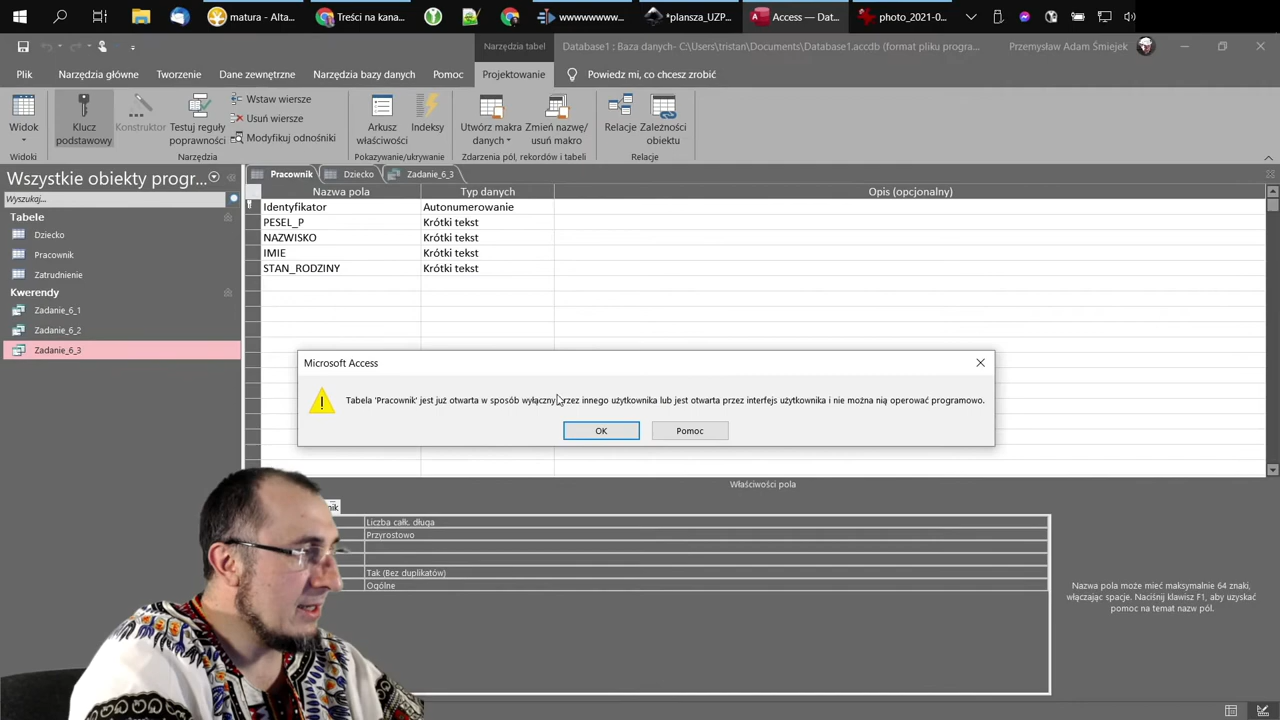 matura - Alta...
Treści na kana...
wwwwwwww...
*plansza_UZP...
Access — Dat...
photo_2021-0...
Narzędzia tabel
Database1 : Baza danych- C:\Users\tristan\Documents\Database1.accdb (format pliku progra...
Przemysław Adam Śmiejek
Plik
Narzędzia główne
Tworzenie
Dane zewnętrzne
Narzędzia bazy danych
Pomoc
Projektowanie
Powiedz mi, co chcesz zrobić
Widok
Klucz podstawowy
Konstruktor
Testuj reguły poprawności
Wstaw wiersze
Usuń wiersze
Modyfikuj odnośniki
Arkusz właściwości
Indeksy
Utwórz makra danych
Zmień nazwę/ usuń makro
Relacje
Zależności obiektu
Widoki
Narzędzia
Pokazywanie/ukrywanie
Zdarzenia pól, rekordów i tabeli
Relacje
Wszystkie obiekty progr...
Wyszukaj...
Tabele
Dziecko
Pracownik
Zatrudnienie
Kwerendy
Zadanie_6_1
Zadanie_6_2
Zadanie_6_3
Pracownik
Dziecko
Zadanie_6_3
Nazwa pola
Typ danych
Opis (opcjonalny)
Identyfikator
Autonumerowanie
PESEL_P
Krótki tekst
NAZWISKO
Krótki tekst
IMIE
Krótki tekst
STAN_RODZINY
Krótki tekst
Microsoft Access
Tabela 'Pracownik' jest już otwarta w sposób wyłączny przez innego użytkownika lub jest otwarta przez interfejs użytkownika i nie można nią operować programowo.
OK
Pomoc
Właściwości pola
Liczba całk. długa
Przyrostowo
Tak (Bez duplikatów)
Ogólne
Nazwa pola może mieć maksymalnie 64 znaki,
włączając spacje. Naciśnij klawisz F1, aby uzyskać
pomoc na temat nazw pól.